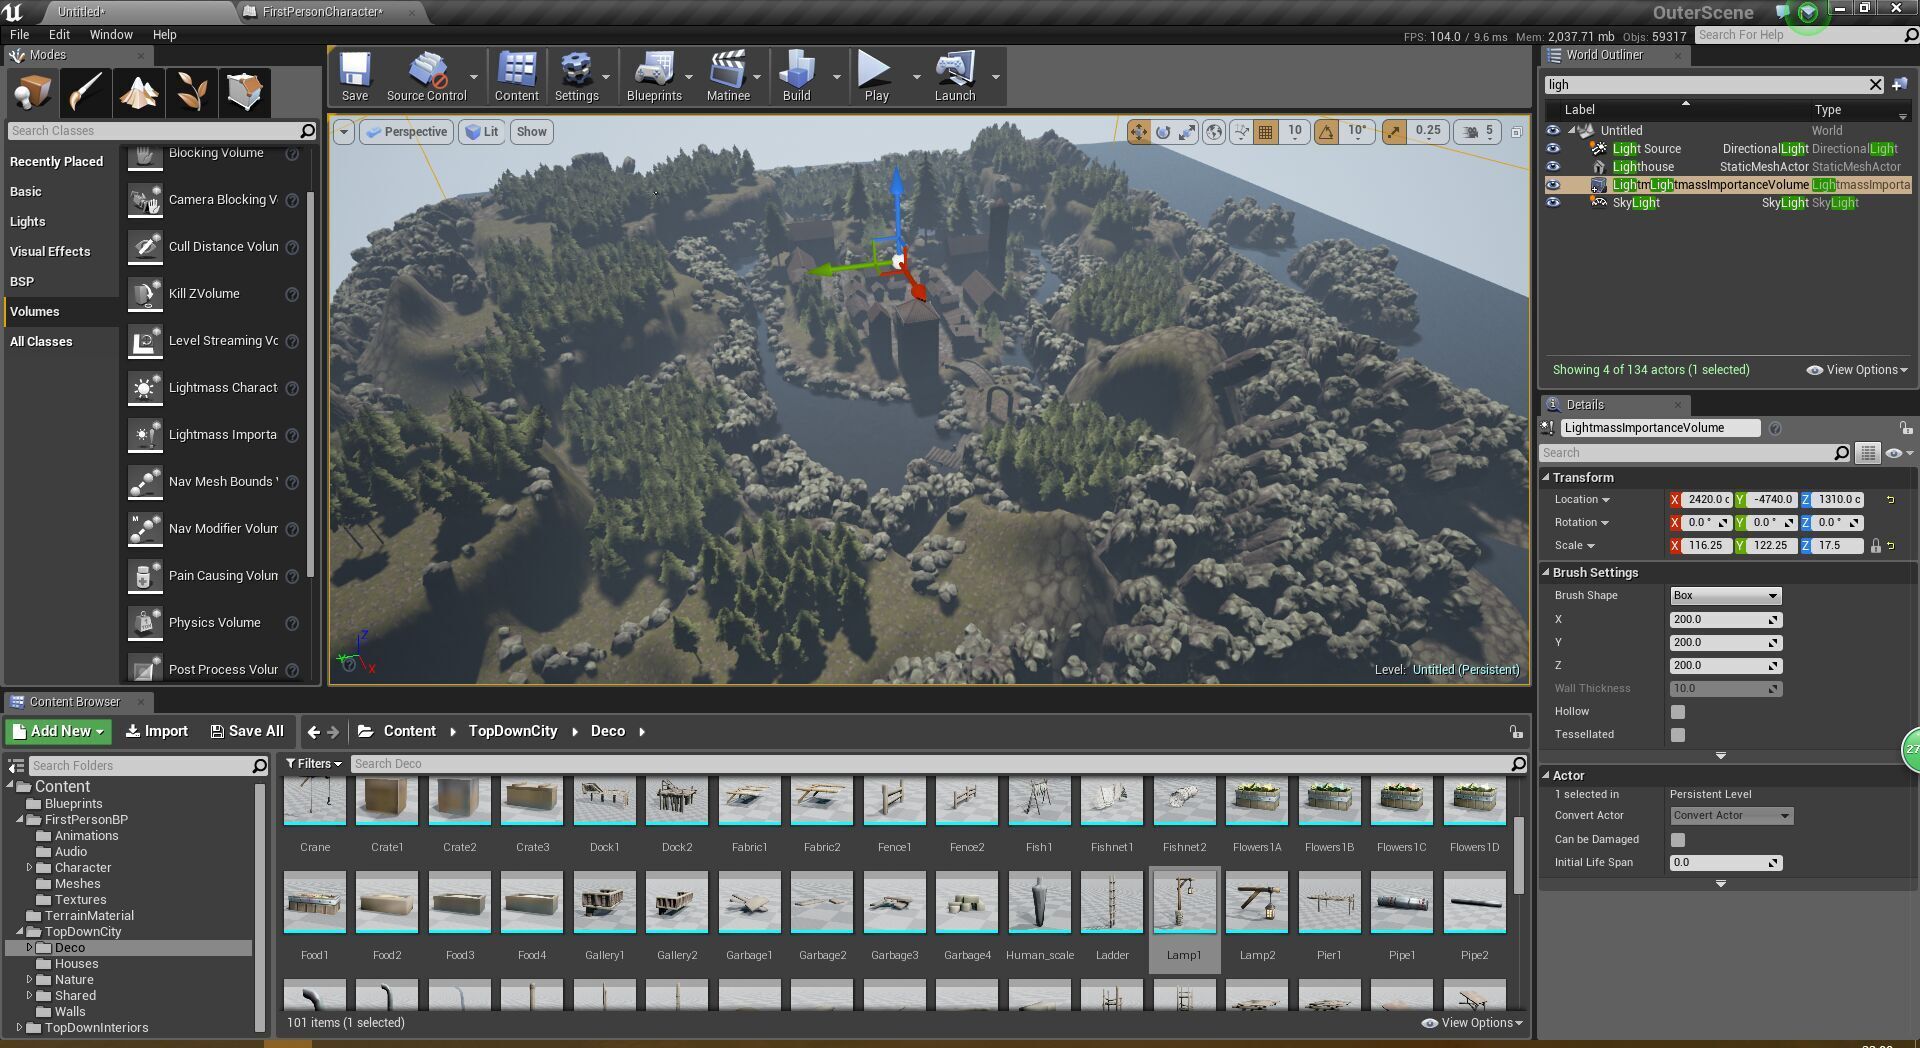 Untitled*
FirstPersonCharacter*
OuterScene
File Edit Window Help
FPS: 104.0 / 9.6 ms Mem: 2,037.71 mb Objs: 59317
Search For Help
Modes
Search Classes
Recently Placed
Basic
Lights
Visual Effects
BSP
Volumes
All Classes
Blocking Volume
Camera Blocking V
Cull Distance Volun
Kill ZVolume
Level Streaming Vc
Lightmass Charact
Lightmass Importa
Nav Mesh Bounds
Nav Modifier Volum
Pain Causing Volum
Physics Volume
Post Process Volur
Save Source Control Content Settings Blueprints Matinee Build Play Launch
Perspective Lit Show
10 10° 0.25 5
Level: Untitled (Persistent)
World Outliner
ligh
Label Type
Untitled World
Light Source DirectionalLight DirectionalLight
Lighthouse StaticMeshActor StaticMeshActor
LightmLightmassImportanceVolume LightmassImporta
SkyLight SkyLight SkyLight
Showing 4 of 134 actors (1 selected) View Options
Details
LightmassImportanceVolume
Search
Transform
Location X 2420.0 c Y -4740.0 Z 1310.0 c
Rotation X 0.0 ° Y 0.0 ° Z 0.0 °
Scale X 116.25 Y 122.25 Z 17.5
Brush Settings
Brush Shape Box
X 200.0
Y 200.0
Z 200.0
Wall Thickness 10.0
Hollow
Tessellated
Actor
1 selected in Persistent Level
Convert Actor Convert Actor
Can be Damaged
Initial Life Span 0.0
27
Content Browser
Add New Import Save All Content TopDownCity Deco
Search Folders
Content
Blueprints
FirstPersonBP
Animations
Audio
Character
Meshes
Textures
TerrainMaterial
TopDownCity
Deco
Houses
Nature
Shared
Walls
TopDownInteriors
Filters Search Deco
Crane Crate1 Crate2 Crate3 Dock1 Dock2 Fabric1 Fabric2 Fence1 Fence2 Fish1 Fishnet1 Fishnet2 Flowers1A Flowers1B Flowers1C Flowers1D
Food1 Food2 Food3 Food4 Gallery1 Gallery2 Garbage1 Garbage2 Garbage3 Garbage4 Human_scale Ladder Lamp1 Lamp2 Pier1 Pipe1 Pipe2
101 items (1 selected) View Options